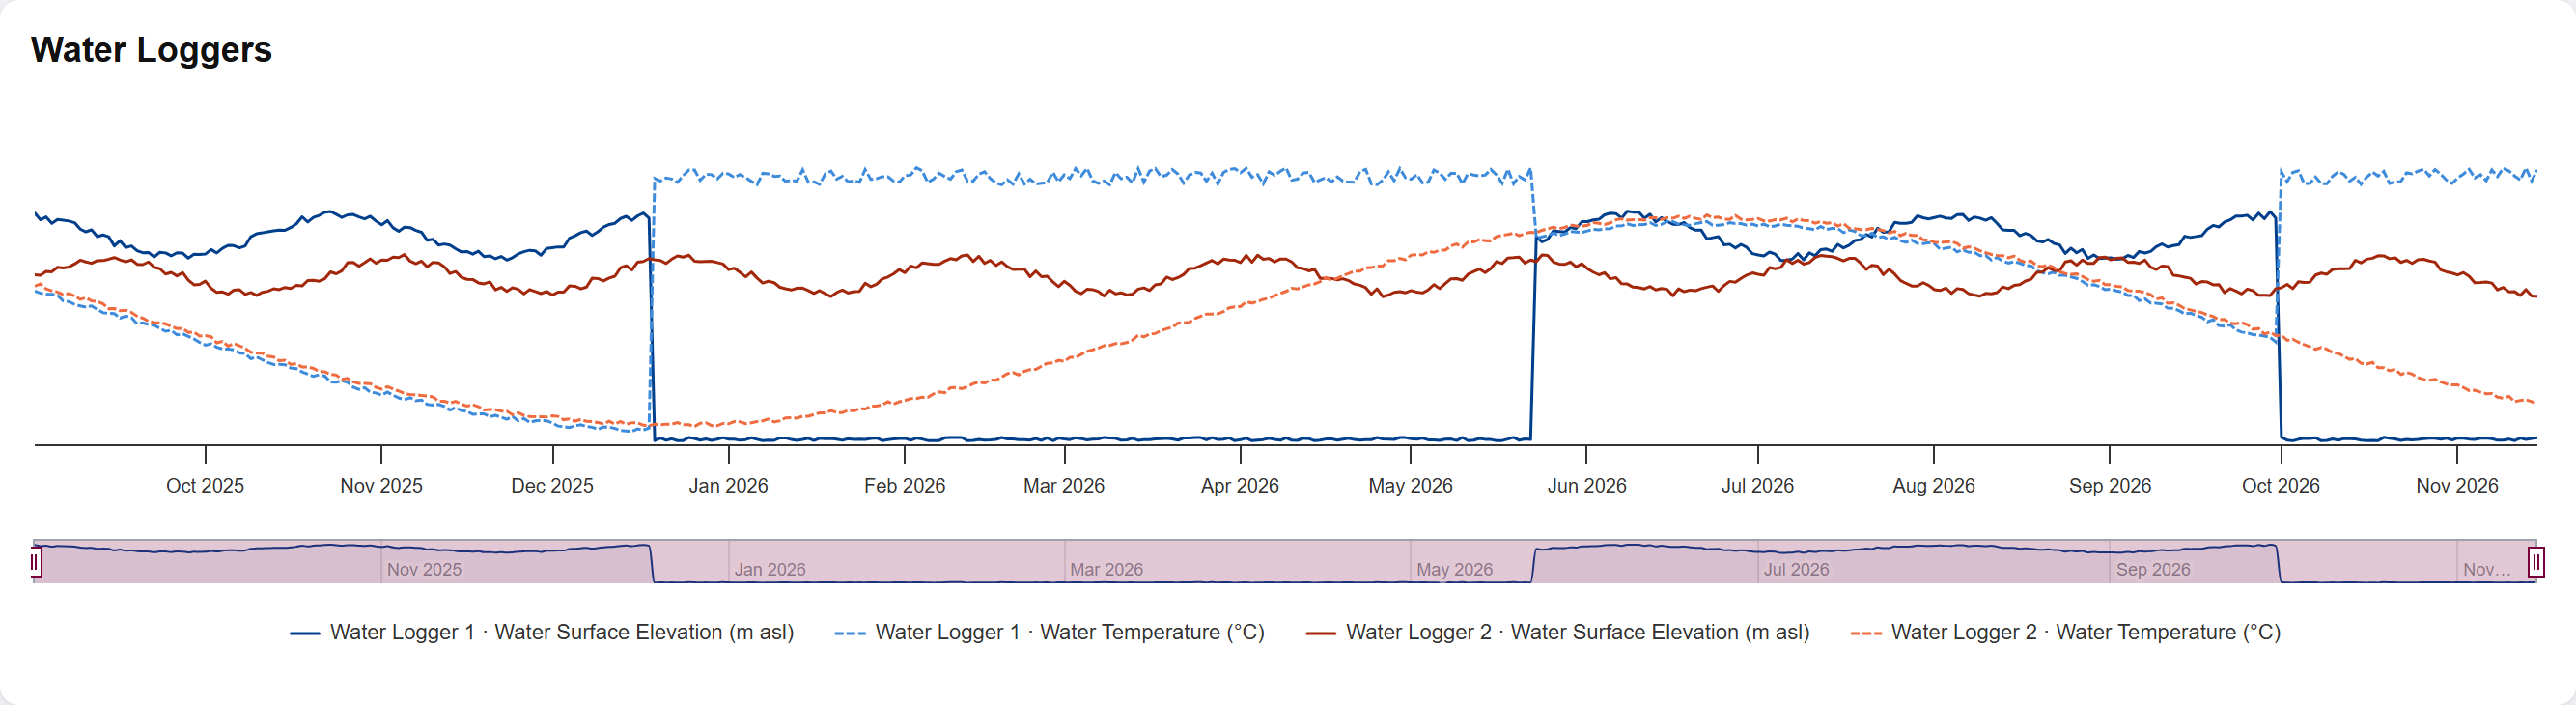 Water Loggers
Oct 2025 Nov 2025 Dec 2025 Jan 2026 Feb 2026 Mar 2026 Apr 2026 May 2026 Jun 2026 Jul 2026 Aug 2026 Sep 2026 Oct 2026 Nov 2026
Nov 2025 Jan 2026 Mar 2026 May 2026 Jul 2026 Sep 2026 Nov…
Water Logger 1 · Water Surface Elevation (m asl) Water Logger 1 · Water Temperature (°C) Water Logger 2 · Water Surface Elevation (m asl) Water Logger 2 · Water Temperature (°C)